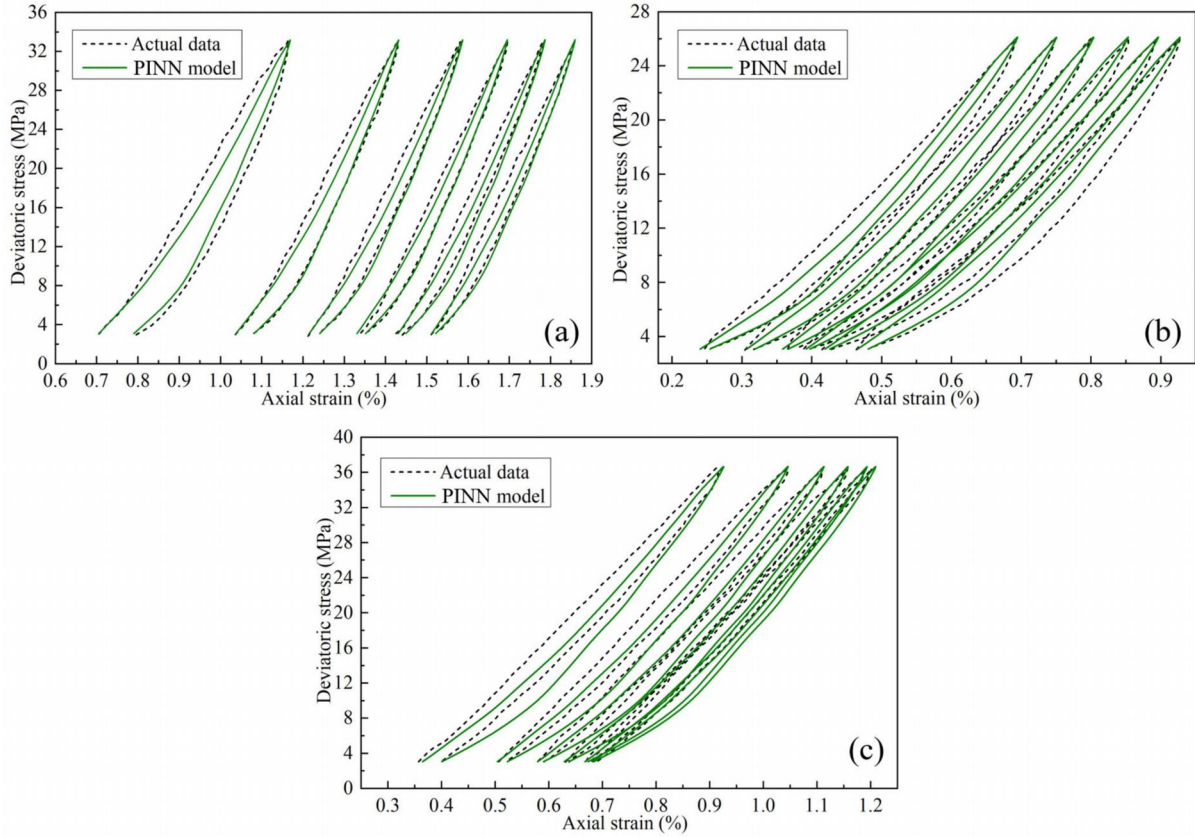 36
32
28
24
20
16
12
8
4
0
Deviatoric stress (MPa)
Actual data
PINN model
(a)
0.6 0.7 0.8 0.9 1.0 1.1 1.2 1.3 1.4 1.5 1.6 1.7 1.8 1.9
Axial strain (%)
28
24
20
16
12
8
4
Deviatoric stress (MPa)
Actual data
PINN model
(b)
0.2 0.3 0.4 0.5 0.6 0.7 0.8 0.9
Axial strain (%)
40
36
32
28
24
20
16
12
8
4
0
Deviatoric stress (MPa)
Actual data
PINN model
(c)
0.3 0.4 0.5 0.6 0.7 0.8 0.9 1.0 1.1 1.2
Axial strain (%)